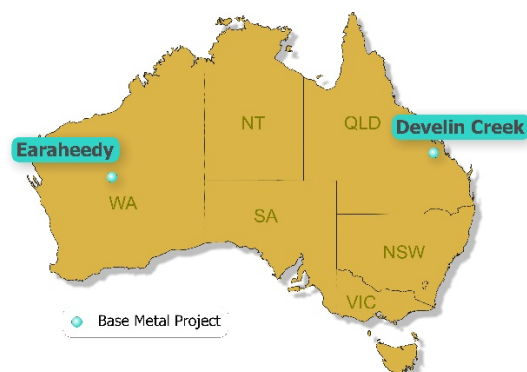 NT
QLD
Develin Creek
Earaheedy
WA
SA
NSW
VIC
Base Metal Project